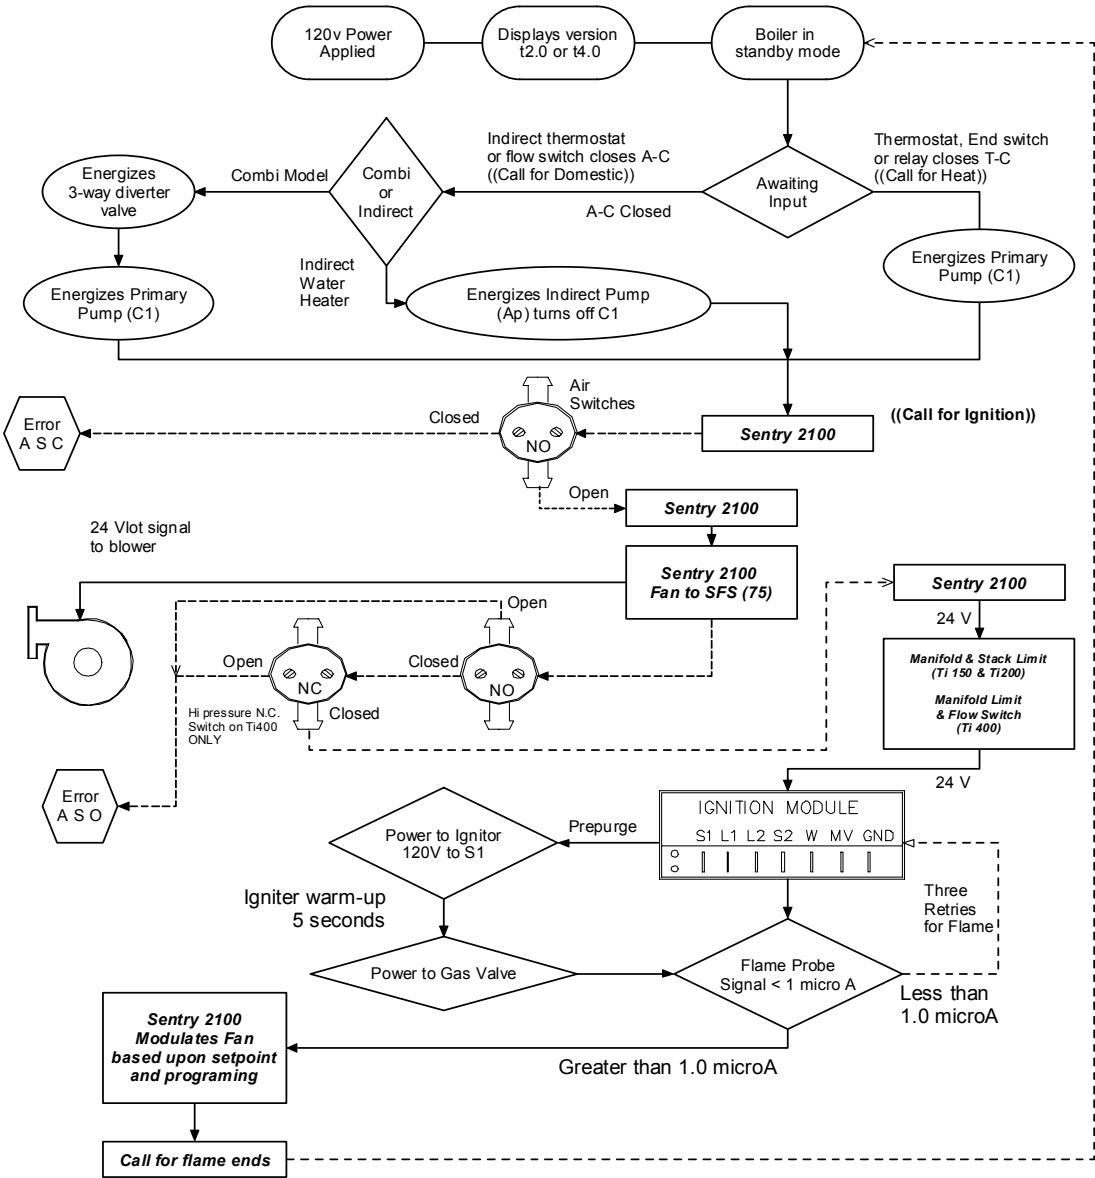 120v Power
Applied
Displays version
t2.0 or t4.0
Boiler in
standby mode
Indirect thermostat
or flow switch closes A-C
((Call for Domestic))
Thermostat, End switch
or relay closes T-C
((Call for Heat))
Energizes
3-way diverter
valve
Combi Model
Combi
or
Indirect
A-C Closed
Awaiting
Input
Indirect
Water
Heater
Energizes Primary
Pump (C1)
Energizes Indirect Pump
(Ap) turns off C1
Energizes Primary
Pump (C1)
Air
Switches
Error
A S C
Closed
NO
Sentry 2100
((Call for Ignition))
Open
Sentry 2100
24 Vlot signal
to blower
Sentry 2100
Fan to SFS (75)
Sentry 2100
Open
24 V
Open
NC
Closed
NO
Closed
Manifold & Stack Limit
(Ti 150 & Ti200)
Manifold Limit
& Flow Switch
(Ti 400)
Hi pressure N.C.
Switch on Ti400
ONLY
24 V
Error
A S O
Power to Ignitor
120V to S1
Prepurge
IGNITION MODULE
S1 L1 L2 S2 W MV GND
Igniter warm-up
5 seconds
Three
Retries
for Flame
Power to Gas Valve
Flame Probe
Signal < 1 micro A
Less than
1.0 microA
Sentry 2100
Modulates Fan
based upon setpoint
and programing
Greater than 1.0 microA
Call for flame ends